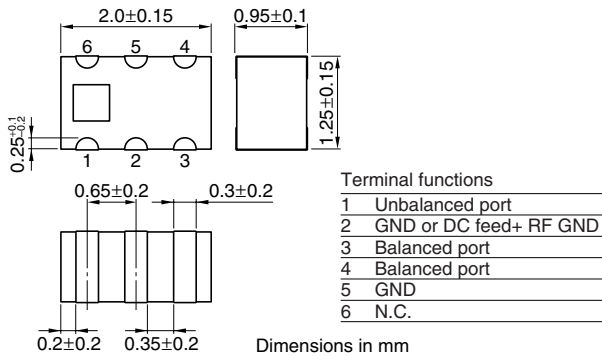 2.0±0.15
0.95±0.1
6 5 4
1.25±0.15
0.25+0.1-0.2
1 2 3
0.65±0.2
0.3±0.2
0.2±0.2
0.35±0.2
Terminal functions
1 Unbalanced port
2 GND or DC feed+ RF GND
3 Balanced port
4 Balanced port
5 GND
6 N.C.
Dimensions in mm